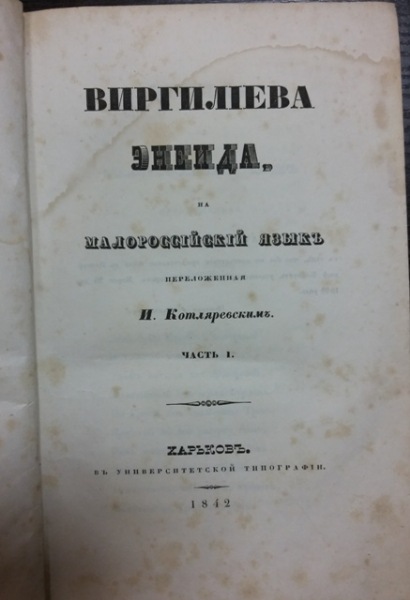 ВИРГИЛІЕВА
ЭНЕИДА,
НА
МАЛОРОССІЙСКІЙ ЯЗЫКЪ
ПЕРЕЛОЖЕННАЯ
И. Котляревскимъ.
ЧАСТЬ I.
ХАРЬКОВЪ.
ВЪ УНИВЕРСИТЕТСКОЙ ТИПОГРАФІИ.
1842